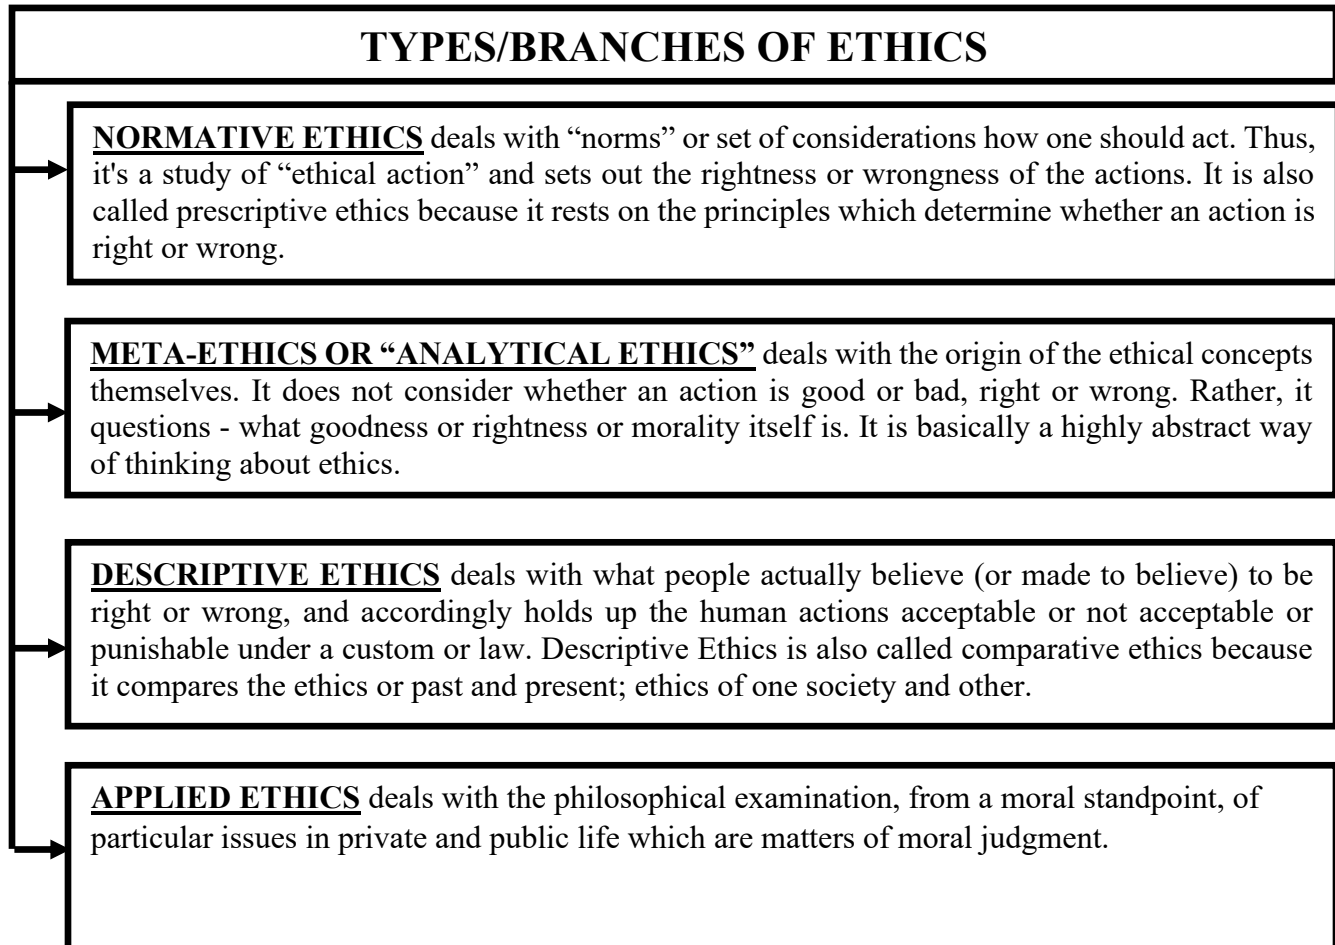 TYPES/BRANCHES OF ETHICS
NORMATIVE ETHICS deals with “norms” or set of considerations how one should act. Thus,
it's a study of “ethical action” and sets out the rightness or wrongness of the actions. It is also
called prescriptive ethics because it rests on the principles which determine whether an action is
right or wrong.
META-ETHICS OR “ANALYTICAL ETHICS” deals with the origin of the ethical concepts
themselves. It does not consider whether an action is good or bad, right or wrong. Rather, it
questions - what goodness or rightness or morality itself is. It is basically a highly abstract way
of thinking about ethics.
DESCRIPTIVE ETHICS deals with what people actually believe (or made to believe) to be
right or wrong, and accordingly holds up the human actions acceptable or not acceptable or
punishable under a custom or law. Descriptive Ethics is also called comparative ethics because
it compares the ethics or past and present; ethics of one society and other.
APPLIED ETHICS deals with the philosophical examination, from a moral standpoint, of
particular issues in private and public life which are matters of moral judgment.